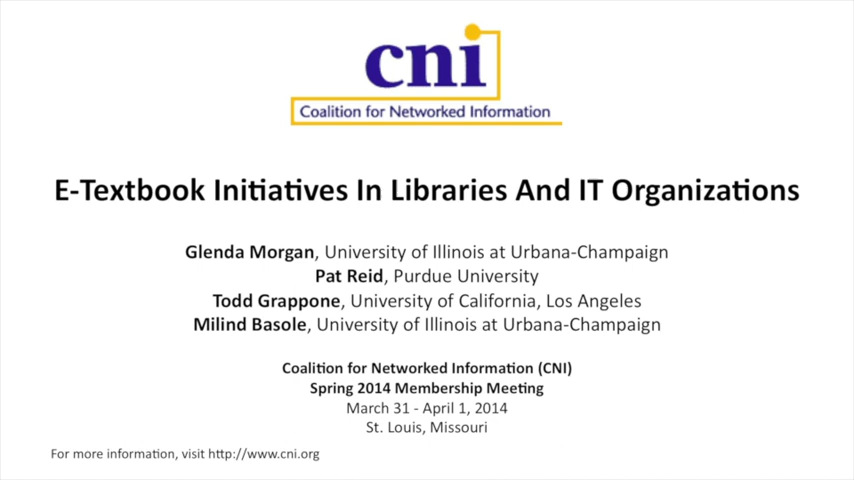 cni
Coalition for Networked Information
E-Textbook Initiatives In Libraries And IT Organizations
Glenda Morgan, University of Illinois at Urbana-Champaign
Pat Reid, Purdue University
Todd Grappone, University of California, Los Angeles
Milind Basole, University of Illinois at Urbana-Champaign
Coalition for Networked Information (CNI)
Spring 2014 Membership Meeting
March 31 - April 1, 2014
St. Louis, Missouri
For more information, visit http://www.cni.org